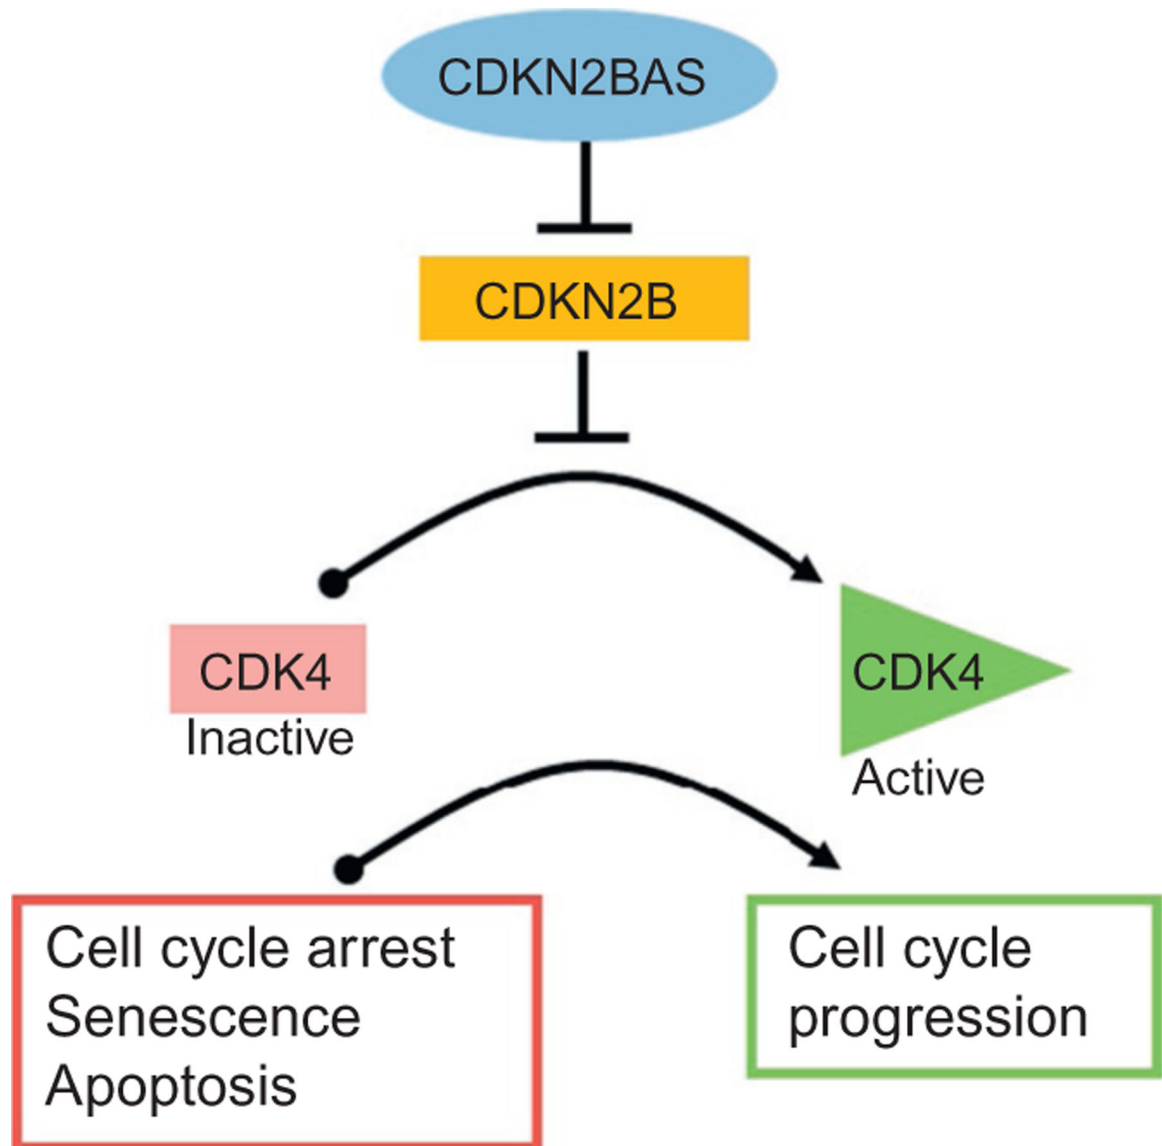 CDKN2BAS
CDKN2B
CDK4
Inactive
CDK4
Active
Cell cycle arrest
Senescence
Apoptosis
Cell cycle
progression